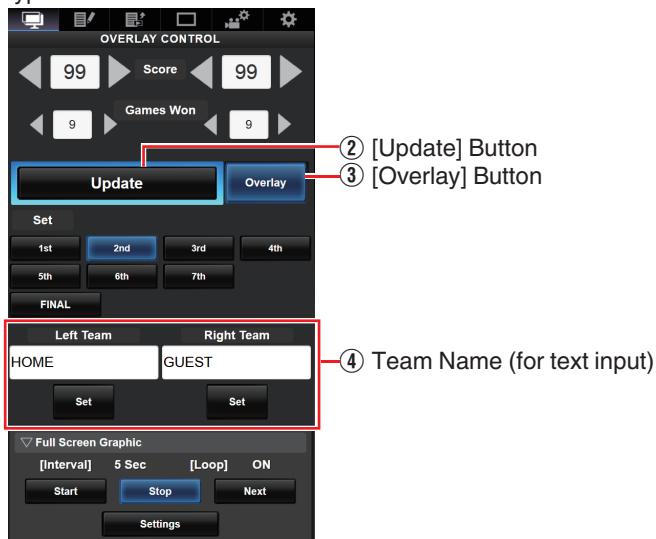 OVERLAY CONTROL
99 Score 99
9 Games Won 9
② [Update] Button
Update Overlay ③ [Overlay] Button
Set
1st 2nd 3rd 4th
5th 6th 7th
FINAL
Left Team Right Team
HOME GUEST ④ Team Name (for text input)
Set Set
▽ Full Screen Graphic
[Interval] 5 Sec [Loop] ON
Start Stop Next
Settings